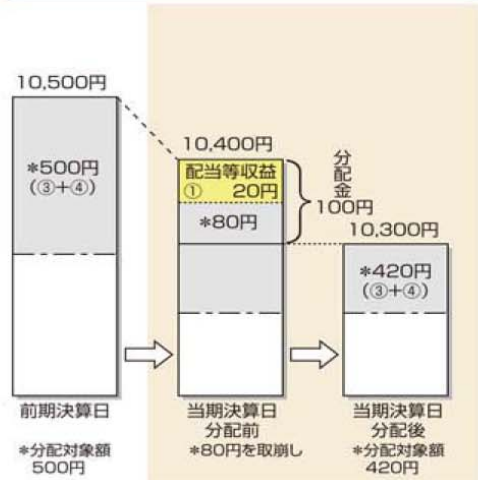 10,500円
*500円
(③+④)
10,400円
配当等収益
① 20円
*80円
分配金
100円
10,300円
*420円
(③+④)
前期決算日
*分配対象額
500円
当期決算日
分配前
*80円を取崩し
当期決算日
分配後
*分配対象額
420円